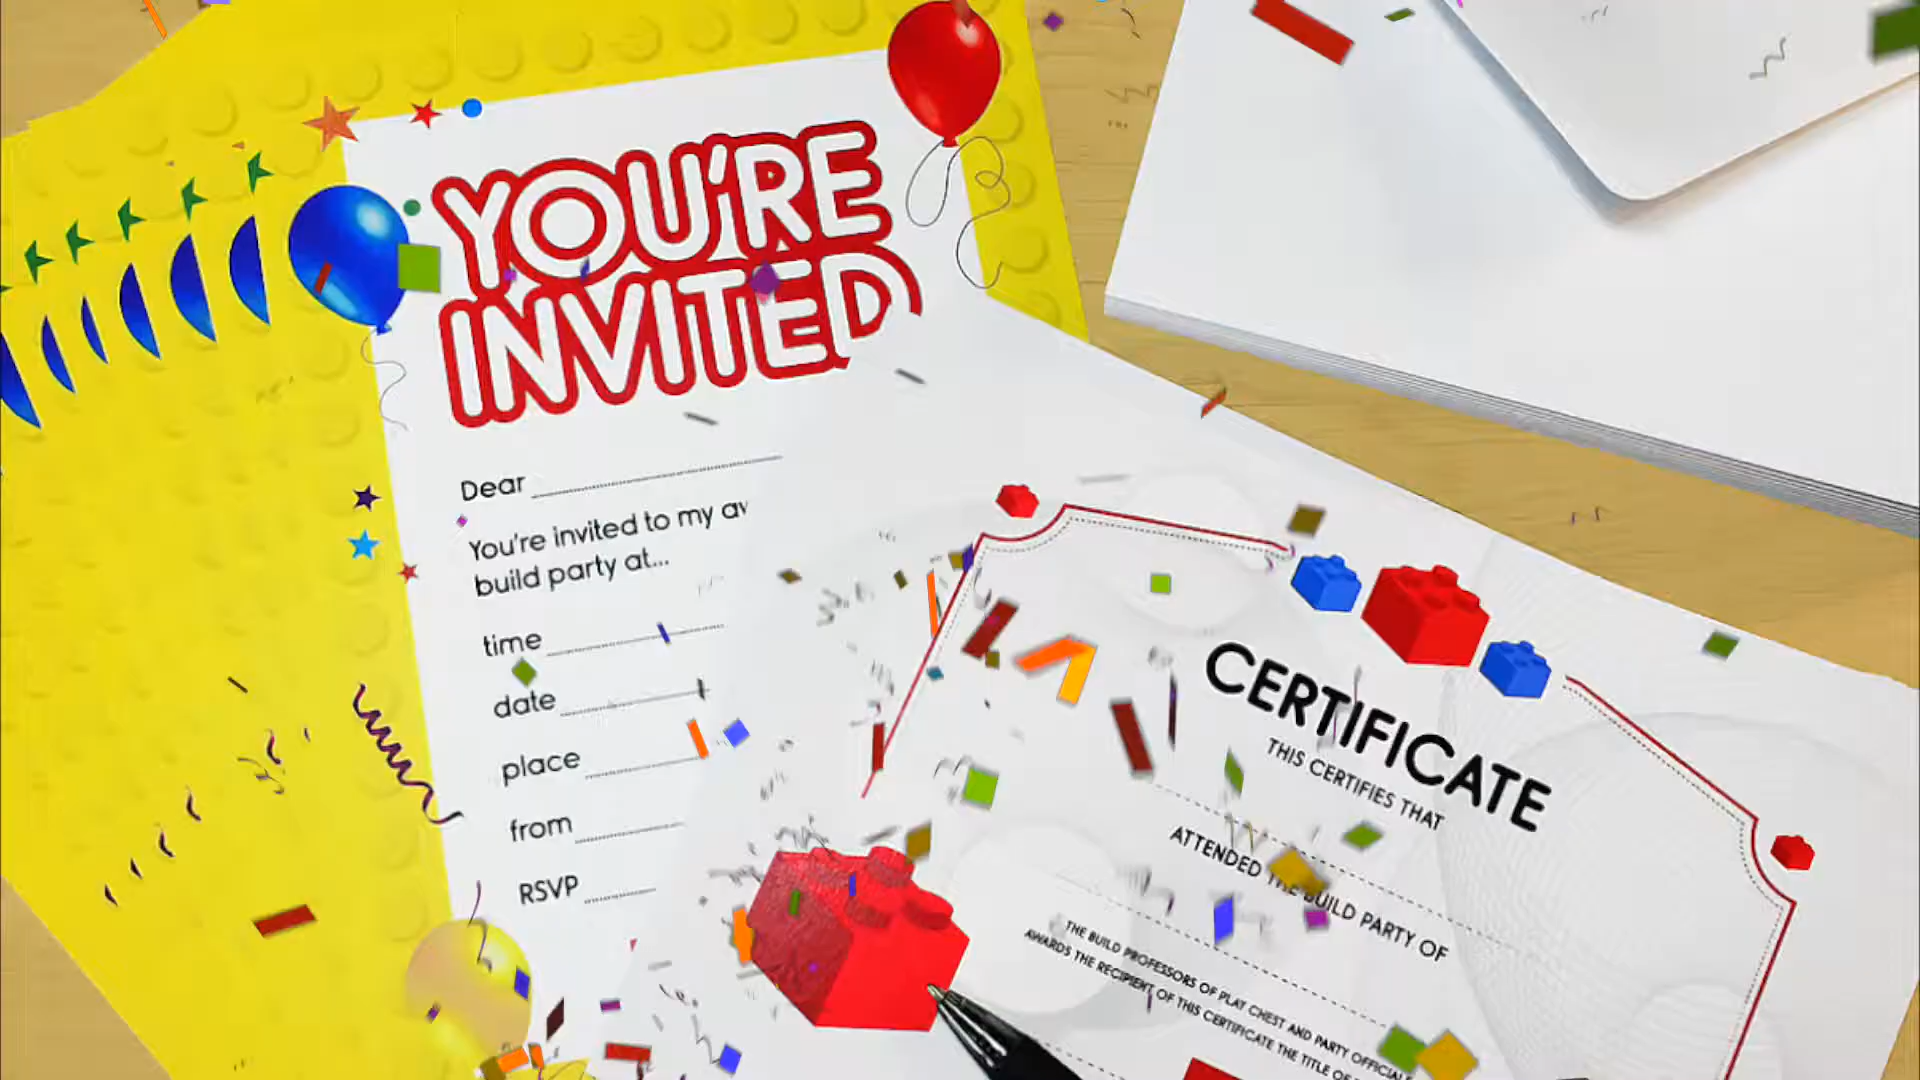 YOU'RE
INVITED
Dear
You're invited to my
build party at...
time
date
place
from
RSVP
CERTIFICATE
THIS CERTIFIES THAT
ATTENDED THE BUILD PARTY OF
THE BUILD PROFESSORS OF PLAY CHEST AND PARTY OFFICIALS
AWARDS THE RECIPIENT OF THIS CERTIFICATE THE TITLE OF